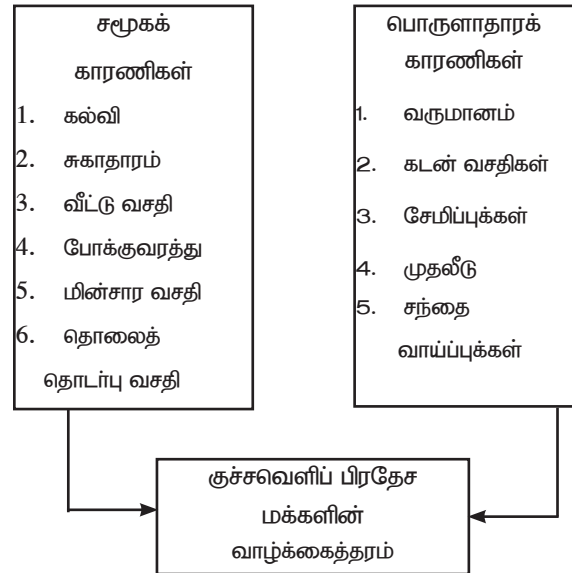 சமூகக்
காரணிகள்
1. கல்வி
2. சுகாதாரம்
3. வீட்டு வசதி
4. போக்குவரத்து
5. மின்சார வசதி
6. தொலைத்
தொடர்பு வசதி
பொருளாதாரக்
காரணிகள்
1. வருமானம்
2. கடன் வசதிகள்
3. சேமிப்புக்கள்
4. முதலீடு
5. சந்தை
வாய்ப்புக்கள்
குச்சவெளிப் பிரதேச
மக்களின்
வாழ்க்கைத்தரம்